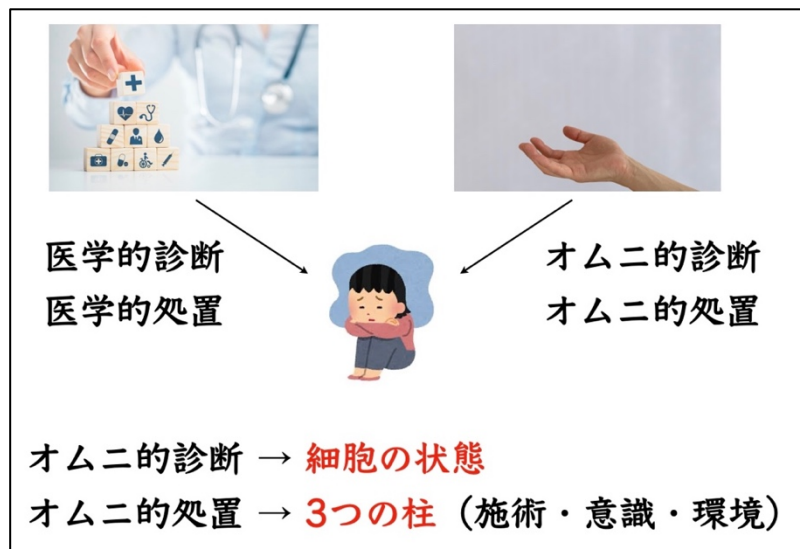 医学的診断
医学的処置
オムニ的診断
オムニ的処置
オムニ的診断 → 細胞の状態
オムニ的処置 → 3つの柱（施術・意識・環境）